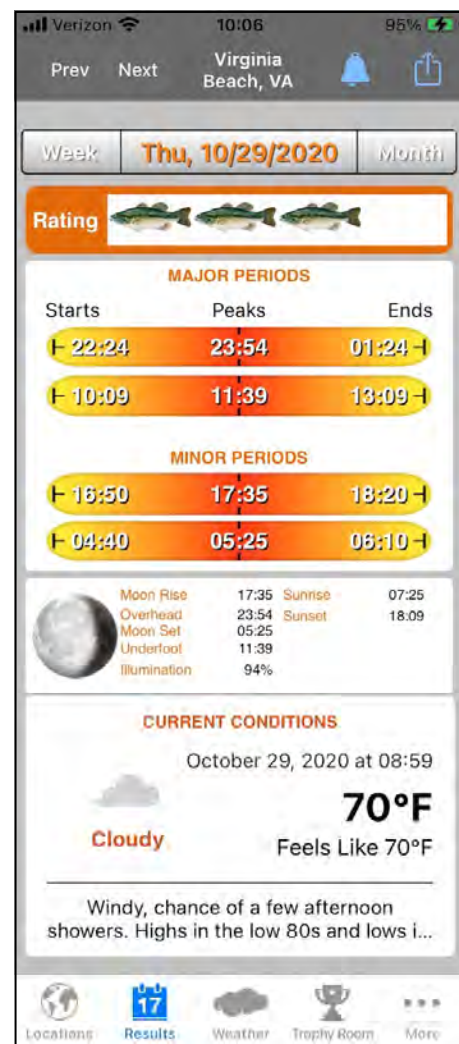 Verizon 10:06 95%
Prev Next Virginia Beach, VA
Week Thu, 10/29/2020 Month
Rating
MAJOR PERIODS
Starts Peaks Ends
22:24 23:54 01:24
10:09 11:39 13:09
MINOR PERIODS
16:50 17:35 18:20
04:40 05:25 06:10
Moon Rise 17:35 Sunrise 07:25
Overhead 23:54 Sunset 18:09
Moon Set 05:25
Underfoot 11:39
Illumination 94%
CURRENT CONDITIONS
October 29, 2020 at 08:59
70°F
Cloudy
Feels Like 70°F
Windy, chance of a few afternoon
showers. Highs in the low 80s and lows i...
17
Locations Results Weather Trophy Room More